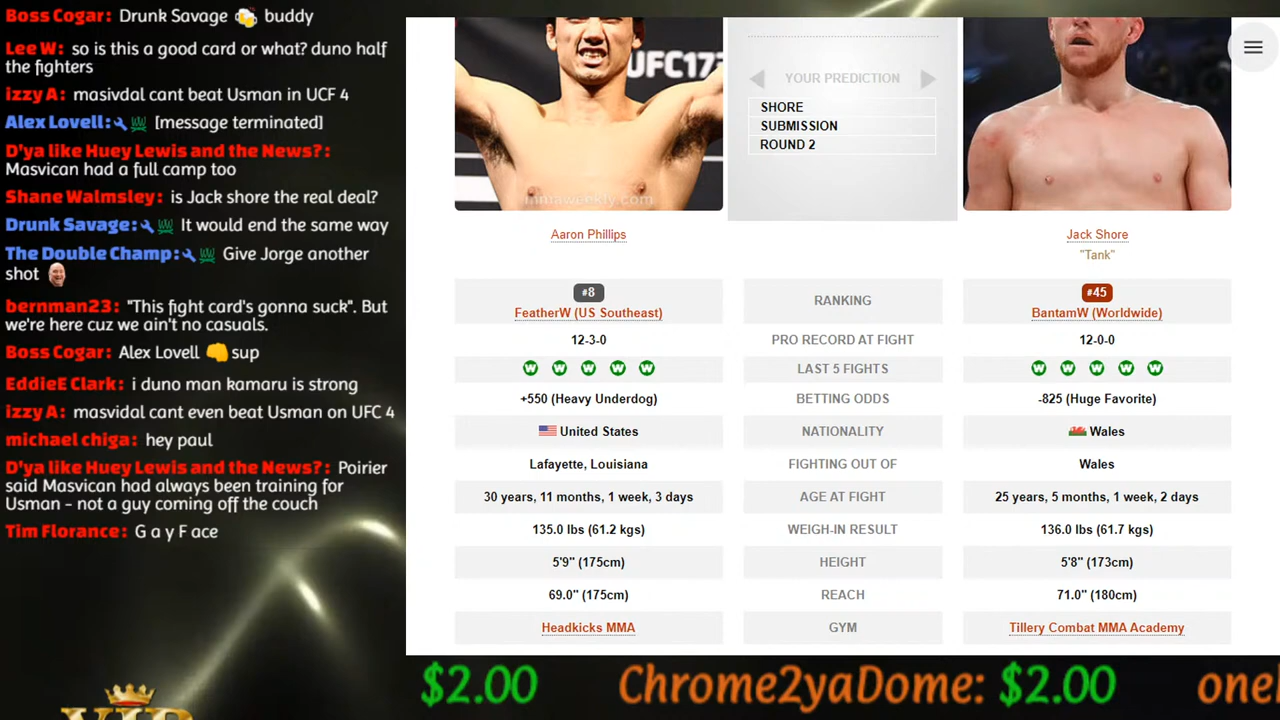 Boss Cogar: Drunk Savage 🍻 buddy
Lee W: so is this a good card or what? duno half
the fighters
izzy A: masivdal cant beat Usman in UCF 4
Alex Lovell: [message terminated]
D'ya like Huey Lewis and the News?:
Masvican had a full camp too
Shane Walmsley: is Jack shore the real deal?
Drunk Savage: It would end the same way
The Double Champ: Give Jorge another
shot
bernman23: "This fight card's gonna suck". But
we're here cuz we ain't no casuals.
Boss Cogar: Alex Lovell 👊 sup
EddieE Clark: i duno man kamaru is strong
izzy A: masvidal cant even beat Usman on UFC 4
michael chiga: hey paul
D'ya like Huey Lewis and the News?: Poirier
said Masvican had always been training for
Usman - not a guy coming off the couch
Tim Florance: G a y F ace
VIP
UFC17
mmaweekly.com
YOUR PREDICTION
SHORE
SUBMISSION
ROUND 2
Aaron Phillips
Jack Shore
"Tank"
#8
FeatherW (US Southeast)
RANKING
#45
BantamW (Worldwide)
12-3-0 PRO RECORD AT FIGHT 12-0-0
W W W W W LAST 5 FIGHTS W W W W W
+550 (Heavy Underdog) BETTING ODDS -825 (Huge Favorite)
United States NATIONALITY Wales
Lafayette, Louisiana FIGHTING OUT OF Wales
30 years, 11 months, 1 week, 3 days AGE AT FIGHT 25 years, 5 months, 1 week, 2 days
135.0 lbs (61.2 kgs) WEIGH-IN RESULT 136.0 lbs (61.7 kgs)
5'9" (175cm) HEIGHT 5'8" (173cm)
69.0" (175cm) REACH 71.0" (180cm)
Headkicks MMA GYM Tillery Combat MMA Academy
$2.00 Chrome2yaDome: $2.00